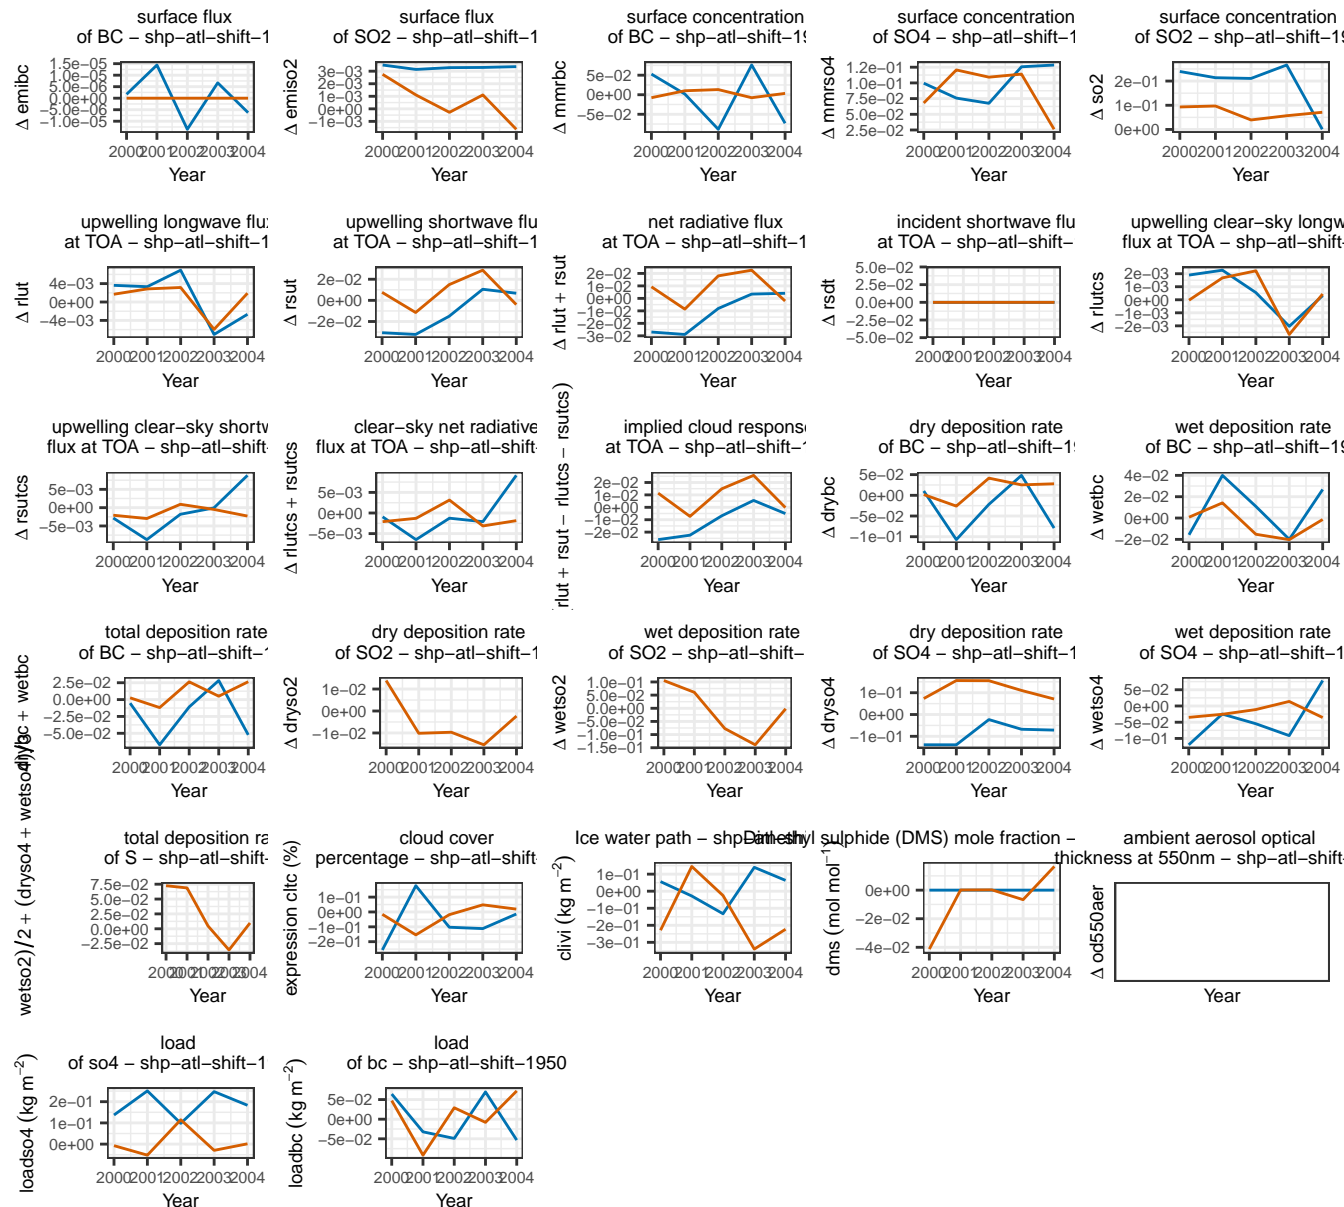 surface flux
of BC − shp−atl−shift−1
Δ emibc
1.5e−05
1.0e−05
5.0e−06
0.0e+00
−5.0e−06
−1.0e−05
2000 2001 2002 2003 2004
Year
surface flux
of SO2 − shp−atl−shift−1
Δ emiso2
3e−03
2e−03
1e−03
0e+00
−1e−03
2000 2001 2002 2003 2004
Year
surface concentration
of BC − shp−atl−shift−19
Δ mmrbc
5e−02
0e+00
−5e−02
2000 2001 2002 2003 2004
Year
surface concentration
of SO4 − shp−atl−shift−1
Δ mmrso4
1.2e−01
1.0e−01
7.5e−02
5.0e−02
2.5e−02
2000 2001 2002 2003 2004
Year
surface concentration
of SO2 − shp−atl−shift−19
Δ so2
2e−01
1e−01
0e+00
2000 2001 2002 2003 2004
Year
upwelling longwave flux
at TOA − shp−atl−shift−1
Δ rlut
4e−03
0e+00
−4e−03
2000 2001 2002 2003 2004
Year
upwelling shortwave flu
at TOA − shp−atl−shift−1
Δ rsut
2e−02
0e+00
−2e−02
2000 2001 2002 2003 2004
Year
net radiative flux
at TOA − shp−atl−shift−1
Δ rlut + rsut
2e−02
1e−02
0e+00
−1e−02
−2e−02
−3e−02
2000 2001 2002 2003 2004
Year
incident shortwave flu
at TOA − shp−atl−shift−
Δ rsdt
5.0e−02
2.5e−02
0.0e+00
−2.5e−02
−5.0e−02
2000 2001 2002 2003 2004
Year
upwelling clear−sky longw
flux at TOA − shp−atl−shift−
Δ rlutcs
2e−03
1e−03
0e+00
−1e−03
−2e−03
2000 2001 2002 2003 2004
Year
upwelling clear−sky shortw
flux at TOA − shp−atl−shift−
Δ rsutcs
5e−03
0e+00
−5e−03
2000 2001 2002 2003 2004
Year
clear−sky net radiative
flux at TOA − shp−atl−shift−
Δ rlutcs + rsutcs
5e−03
0e+00
−5e−03
2000 2001 2002 2003 2004
Year
implied cloud response
at TOA − shp−atl−shift−1
rlut + rsut − rlutcs − rsutcs)
2e−02
1e−02
0e+00
−1e−02
−2e−02
2000 2001 2002 2003 2004
Year
dry deposition rate
of BC − shp−atl−shift−19
Δ drybc
5e−02
0e+00
−5e−02
−1e−01
2000 2001 2002 2003 2004
Year
wet deposition rate
of BC − shp−atl−shift−19
Δ wetbc
4e−02
2e−02
0e+00
−2e−02
2000 2001 2002 2003 2004
Year
total deposition rate
of BC − shp−atl−shift−1
drybc + wetbc
2.5e−02
0.0e+00
−2.5e−02
−5.0e−02
2000 2001 2002 2003 2004
Year
dry deposition rate
of SO2 − shp−atl−shift−1
Δ dryso2
1e−02
0e+00
−1e−02
2000 2001 2002 2003 2004
Year
wet deposition rate
of SO2 − shp−atl−shift−
Δ wetso2
1.0e−01
5.0e−02
0.0e+00
−5.0e−02
−1.0e−01
−1.5e−01
2000 2001 2002 2003 2004
Year
dry deposition rate
of SO4 − shp−atl−shift−1
Δ dryso4
1e−01
0e+00
−1e−01
2000 2001 2002 2003 2004
Year
wet deposition rate
of SO4 − shp−atl−shift−1
Δ wetso4
5e−02
0e+00
−5e−02
−1e−01
2000 2001 2002 2003 2004
Year
total deposition ra
of S − shp−atl−shift−
wetso2)/2 + (dryso4 + wetso4)/3
7.5e−02
5.0e−02
2.5e−02
0.0e+00
−2.5e−02
2000 2001 2002 2003 2004
Year
cloud cover
percentage − shp−atl−shift−
expression cltc (%)
1e−01
0e+00
−1e−01
−2e−01
2000 2001 2002 2003 2004
Year
Ice water path − shp−atl−sh
clivi (kg m−2)
1e−01
0e+00
−1e−01
−2e−01
−3e−01
2000 2001 2002 2003 2004
Year
Dimethyl sulphide (DMS) mole fraction −
dms (mol mol−1)
0e+00
−2e−02
−4e−02
2000 2001 2002 2003 2004
Year
ambient aerosol optical
thickness at 550nm − shp−atl−shift−
Δ od550aer
Year
load
of so4 − shp−atl−shift−1
loadso4 (kg m−2)
2e−01
1e−01
0e+00
2000 2001 2002 2003 2004
Year
load
of bc − shp−atl−shift−1950
loadbc (kg m−2)
5e−02
0e+00
−5e−02
2000 2001 2002 2003 2004
Year